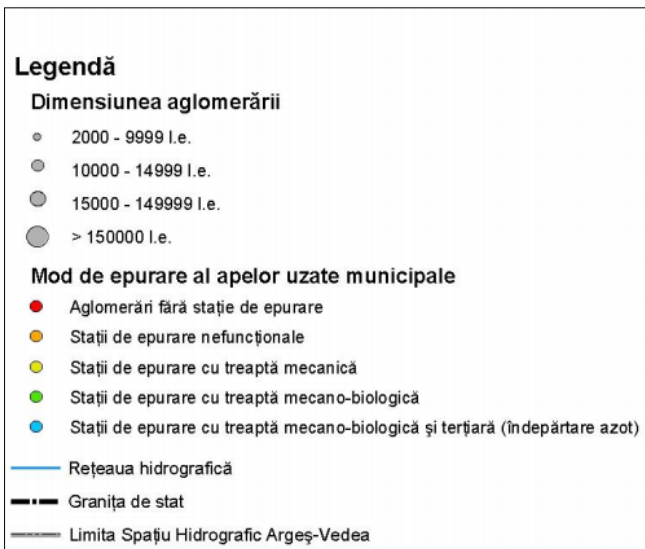 Legendă
Dimensiunea aglomerării
2000 - 9999 l.e.
10000 - 14999 l.e.
15000 - 149999 l.e.
> 150000 l.e.
Mod de epurare al apelor uzate municipale
Aglomerări fără stație de epurare
Stații de epurare nefuncționale
Stații de epurare cu treaptă mecanică
Stații de epurare cu treaptă mecano-biologică
Stații de epurare cu treaptă mecano-biologică și terțiară (îndepărtare azot)
Rețeaua hidrografică
Granița de stat
Limita Spațiu Hidrografic Argeș-Vedea